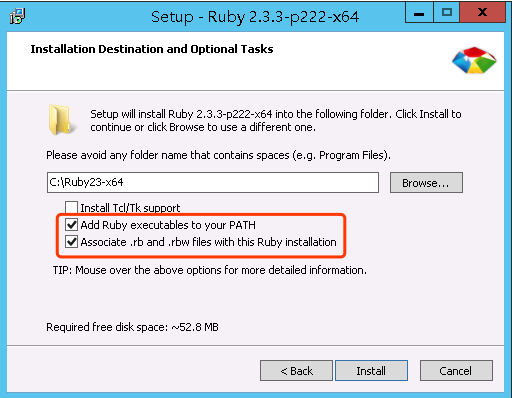 Setup - Ruby 2.3.3-p222-x64
Installation Destination and Optional Tasks
Setup will install Ruby 2.3.3-p222-x64 into the following folder. Click Install to
continue or click Browse to use a different one.
Please avoid any folder name that contains spaces (e.g. Program Files).
C:\Ruby23-x64
Browse...
Install Tcl/Tk support
Add Ruby executables to your PATH
Associate .rb and .rbw files with this Ruby installation
TIP: Mouse over the above options for more detailed information.
Required free disk space: ~52.8 MB
< Back
Install
Cancel